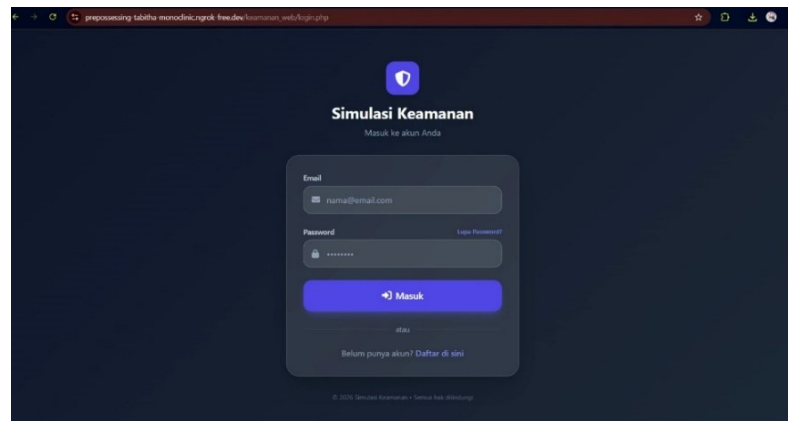 prepossessing-tabitha-monoclinic.ngrok-free.dev/keamanan_web/login.php
Simulasi Keamanan
Masuk ke akun Anda
Email
nama@email.com
Password Lupa Password?
••••••••
Masuk
atau
Belum punya akun? Daftar di sini
© 2026 Simulasi Keamanan • Semua hak dilindungi